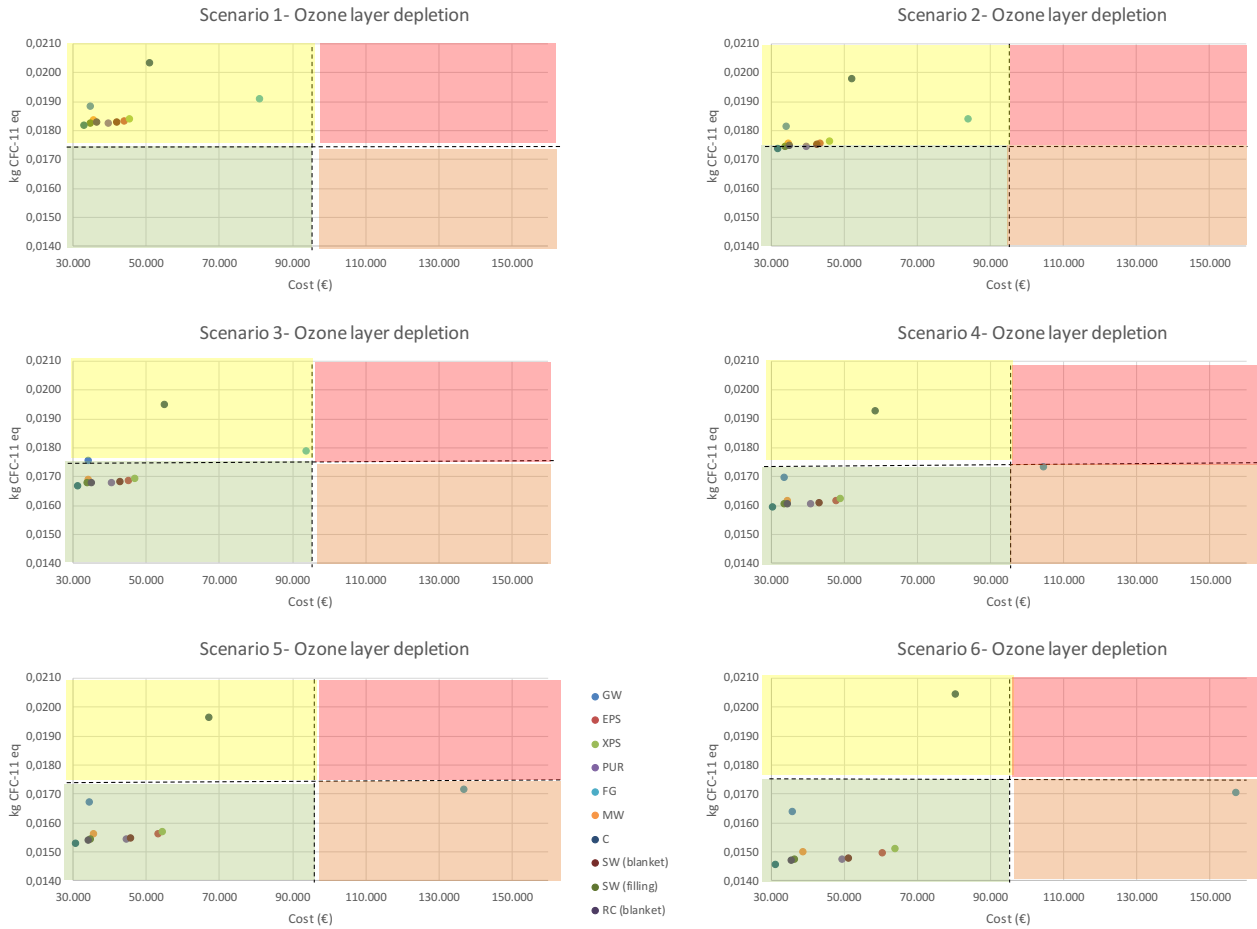 Scenario 1- Ozone layer depletion
kg CFC-11 eq
0,0210
0,0200
0,0190
0,0180
0,0170
0,0160
0,0150
0,0140
30.000 50.000 70.000 90.000 110.000 130.000 150.000
Cost (€)
Scenario 2- Ozone layer depletion
kg CFC-11 eq
0,0210
0,0200
0,0190
0,0180
0,0170
0,0160
0,0150
0,0140
30.000 50.000 70.000 90.000 110.000 130.000 150.000
Cost (€)
Scenario 3- Ozone layer depletion
kg CFC-11 eq
0,0210
0,0200
0,0190
0,0180
0,0170
0,0160
0,0150
0,0140
30.000 50.000 70.000 90.000 110.000 130.000 150.000
Cost (€)
Scenario 4- Ozone layer depletion
kg CFC-11 eq
0,0210
0,0200
0,0190
0,0180
0,0170
0,0160
0,0150
0,0140
30.000 50.000 70.000 90.000 110.000 130.000 150.000
Cost (€)
Scenario 5- Ozone layer depletion
kg CFC-11 eq
0,0210
0,0200
0,0190
0,0180
0,0170
0,0160
0,0150
0,0140
30.000 50.000 70.000 90.000 110.000 130.000 150.000
Cost (€)
GW
EPS
XPS
PUR
FG
MW
C
SW (blanket)
SW (filling)
RC (blanket)
Scenario 6- Ozone layer depletion
kg CFC-11 eq
0,0210
0,0200
0,0190
0,0180
0,0170
0,0160
0,0150
0,0140
30.000 50.000 70.000 90.000 110.000 130.000 150.000
Cost (€)